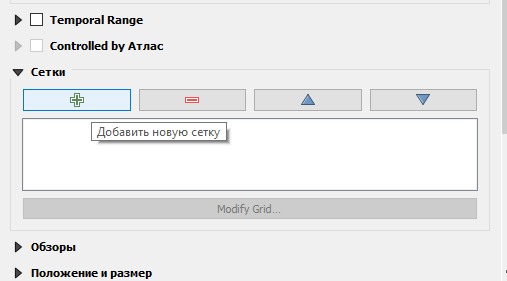 Temporal Range
Controlled by Атлас
Сетки
Добавить новую сетку
Modify Grid...
Обзоры
Положение и размер